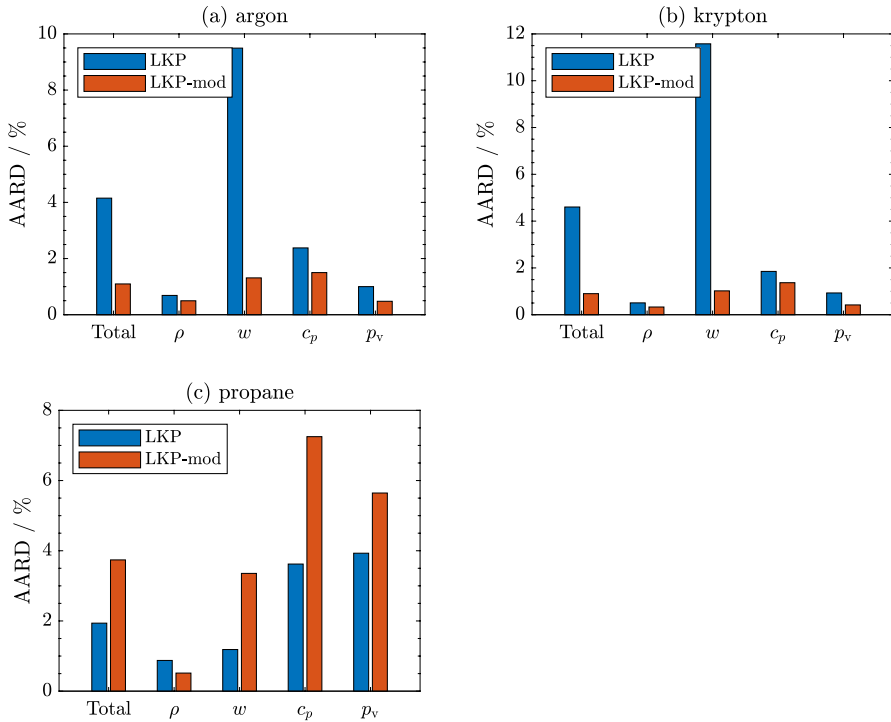 (a) argon
AARD / %
10
8
6
4
2
0
LKP
LKP-mod
Total ρ w c_p p_v
(b) krypton
AARD / %
12
10
8
6
4
2
0
LKP
LKP-mod
Total ρ w c_p p_v
(c) propane
AARD / %
8
6
4
2
0
LKP
LKP-mod
Total ρ w c_p p_v